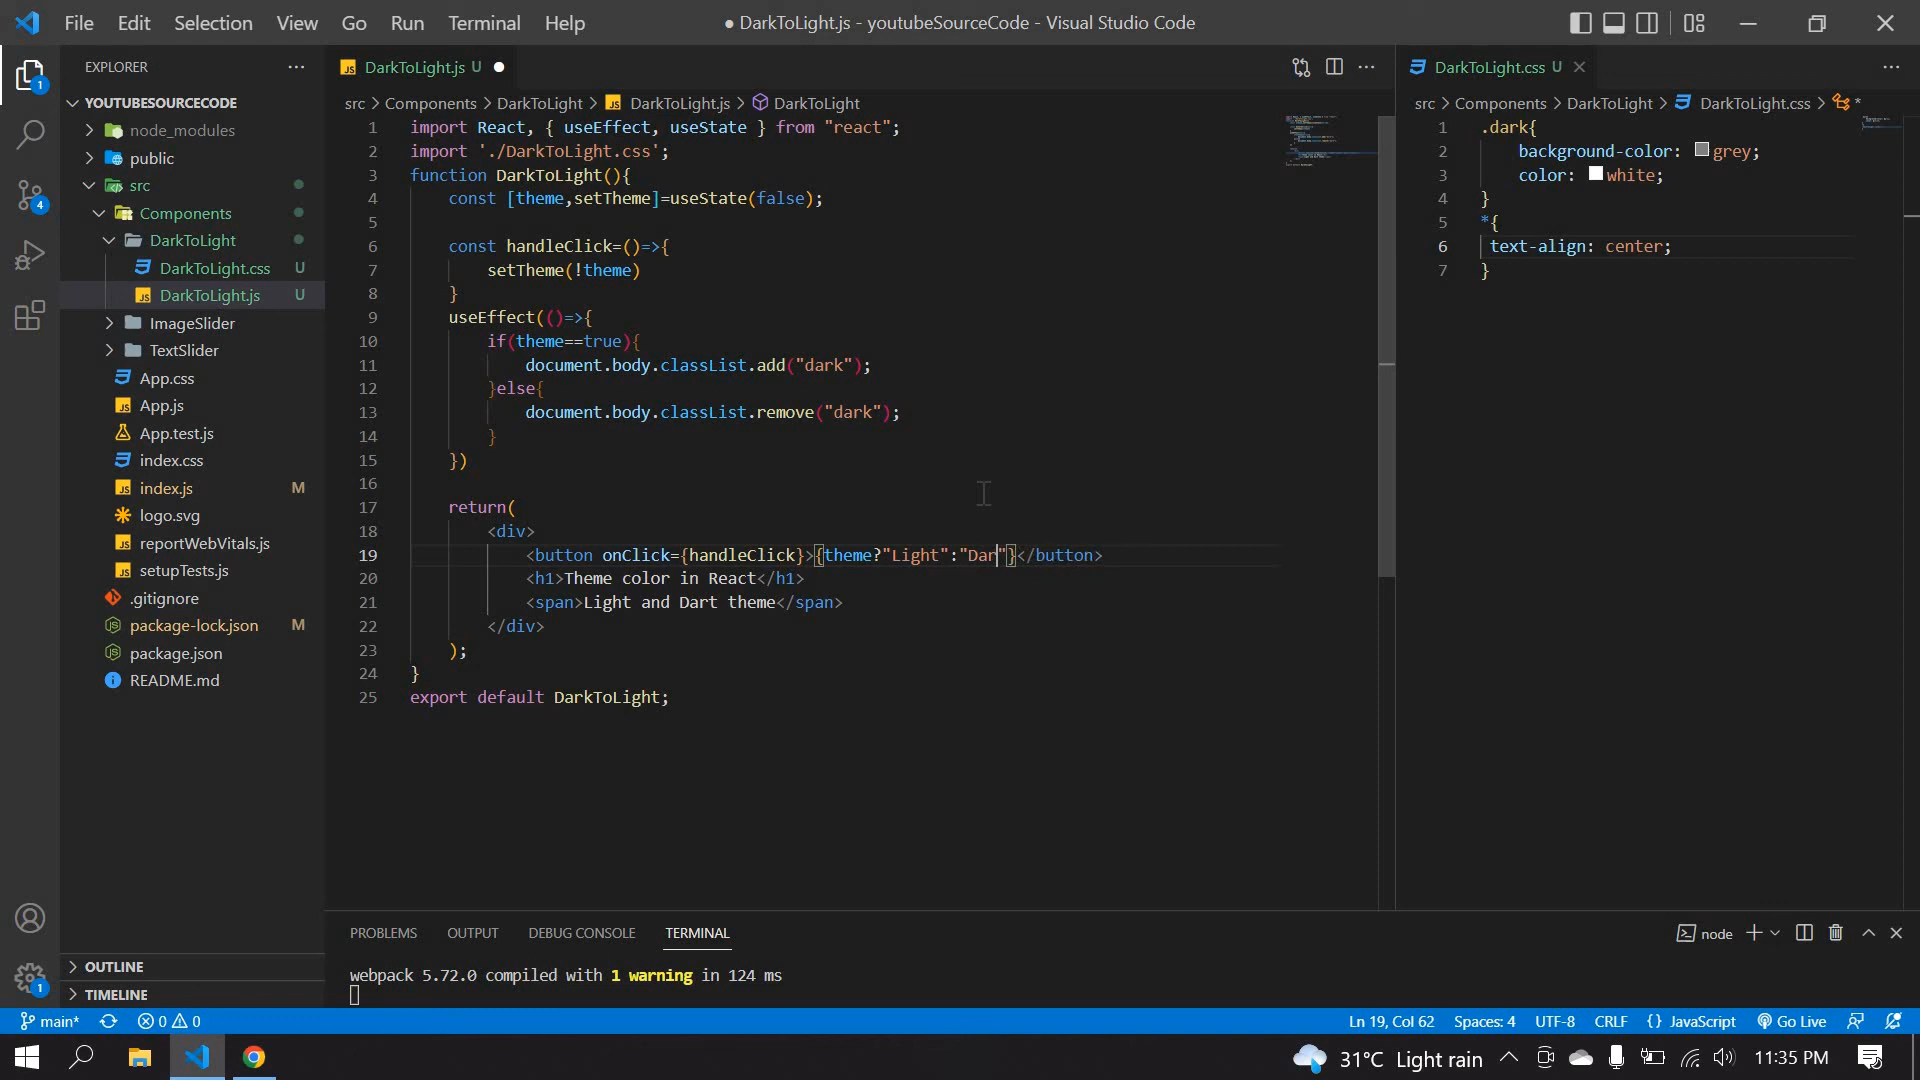 File Edit Selection View Go Run Terminal Help
● DarkToLight.js - youtubeSourceCode - Visual Studio Code
EXPLORER
YOUTUBESOURCECODE
node_modules
public
src
Components
DarkToLight
DarkToLight.css U
DarkToLight.js U
ImageSlider
TextSlider
App.css
App.js
App.test.js
index.css
index.js M
logo.svg
reportWebVitals.js
setupTests.js
.gitignore
package-lock.json M
package.json
README.md
OUTLINE
TIMELINE
1
4
1
DarkToLight.js U
src > Components > DarkToLight > DarkToLight.js > DarkToLight
1 import React, { useEffect, useState } from "react";
2 import './DarkToLight.css';
3 function DarkToLight(){
4 const [theme,setTheme]=useState(false);
5
6 const handleClick=()=>{
7 setTheme(!theme)
8 }
9 useEffect(()=>{
10 if(theme==true){
11 document.body.classList.add("dark");
12 }else{
13 document.body.classList.remove("dark");
14 }
15 })
16
17 return(
18 <div>
19 <button onClick={handleClick}>{theme?"Light":"Dar"}</button>
20 <h1>Theme color in React</h1>
21 <span>Light and Dart theme</span>
22 </div>
23 );
24 }
25 export default DarkToLight;
DarkToLight.css U
src > Components > DarkToLight > DarkToLight.css > *
1 .dark{
2 background-color: grey;
3 color: white;
4 }
5 *{
6 text-align: center;
7 }
PROBLEMS OUTPUT DEBUG CONSOLE TERMINAL
node
webpack 5.72.0 compiled with 1 warning in 124 ms
main* 0 0
Ln 19, Col 62 Spaces: 4 UTF-8 CRLF {} JavaScript Go Live
31°C Light rain
11:35 PM